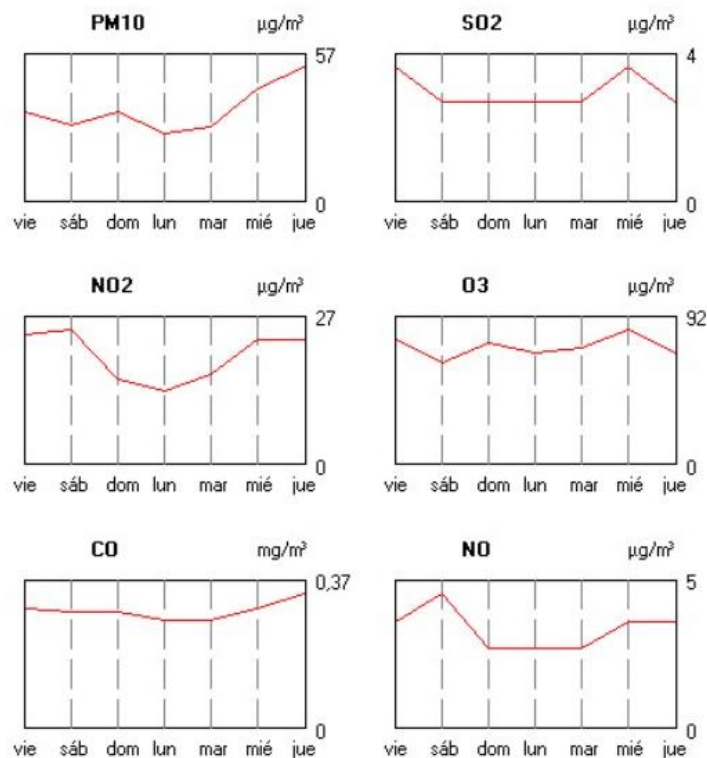 PM10 µg/m³
57
0
vie sáb dom lun mar mié jue
SO2 µg/m³
4
0
vie sáb dom lun mar mié jue
NO2 µg/m³
27
0
vie sáb dom lun mar mié jue
O3 µg/m³
92
0
vie sáb dom lun mar mié jue
CO mg/m³
0,37
0
vie sáb dom lun mar mié jue
NO µg/m³
5
0
vie sáb dom lun mar mié jue